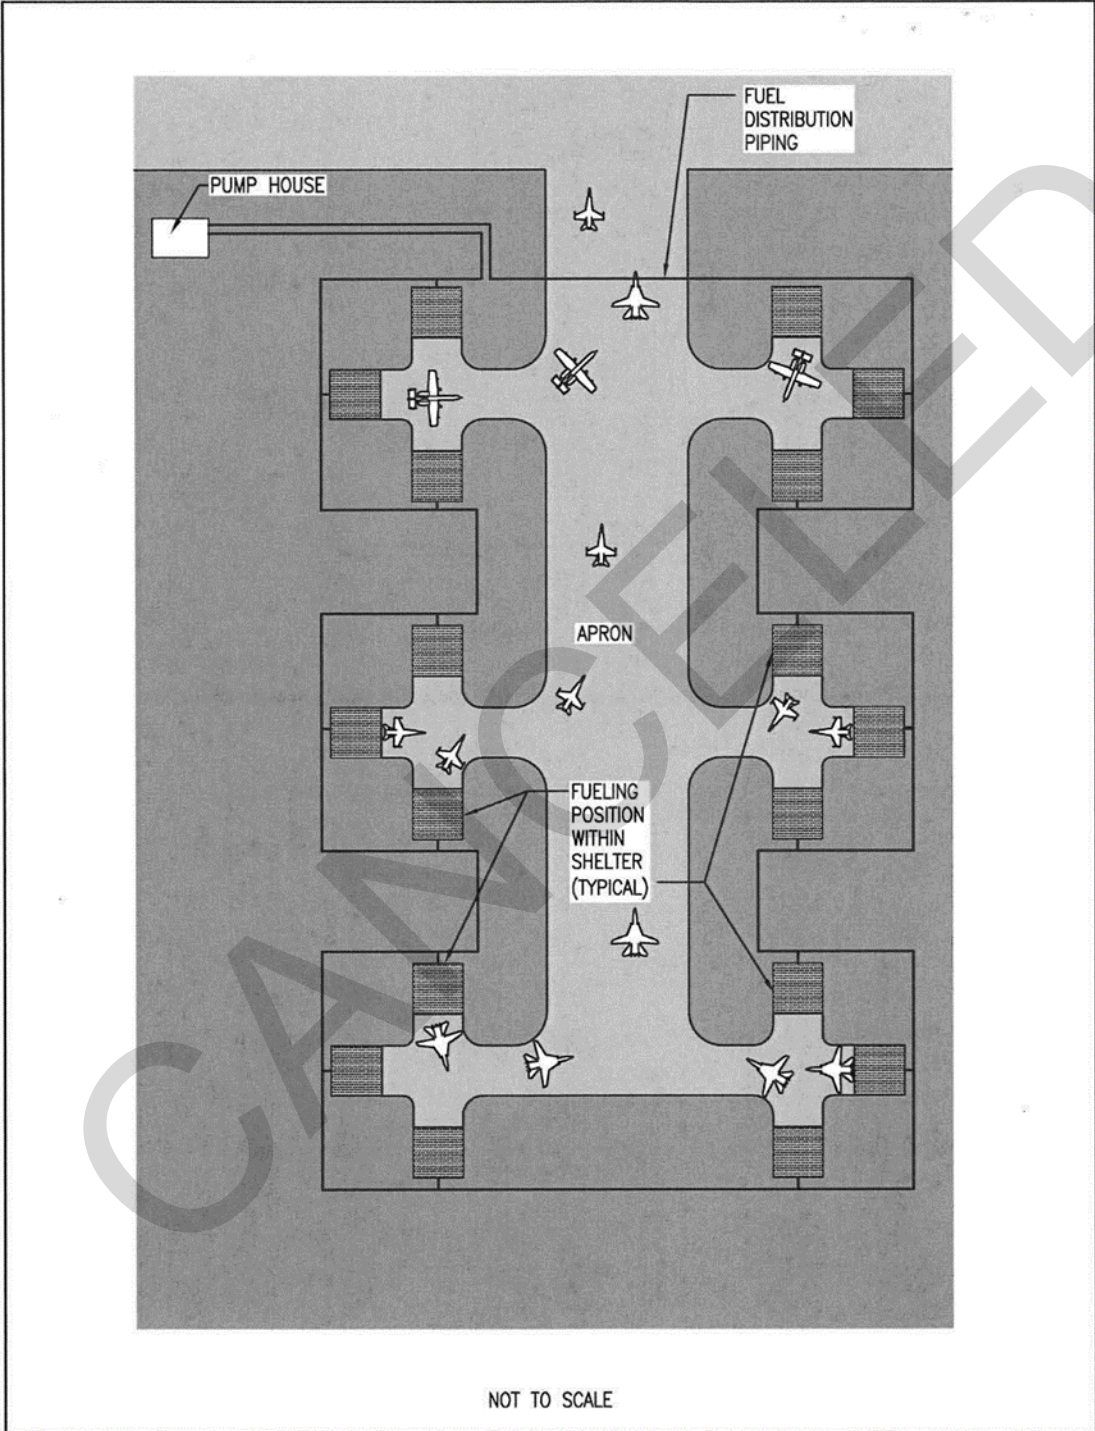 FUEL
DISTRIBUTION
PIPING
PUMP HOUSE
APRON
FUELING
POSITION
WITHIN
SHELTER
(TYPICAL)
CANCELED
NOT TO SCALE